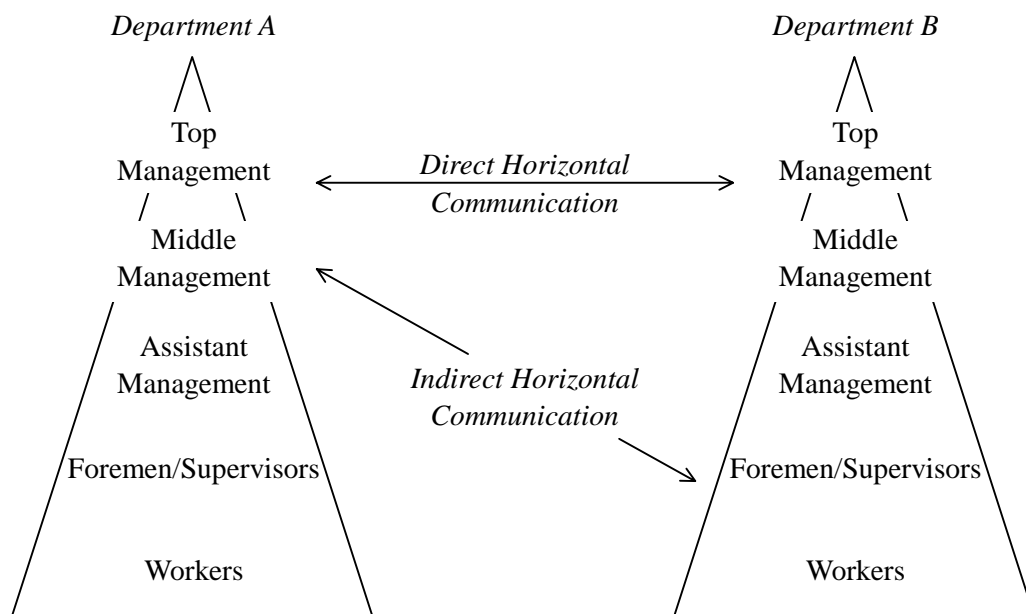 Department A
Department B
Top
Management
Top
Management
Direct Horizontal
Communication
Middle
Management
Middle
Management
Assistant
Management
Assistant
Management
Indirect Horizontal
Communication
Foremen/Supervisors
Foremen/Supervisors
Workers
Workers